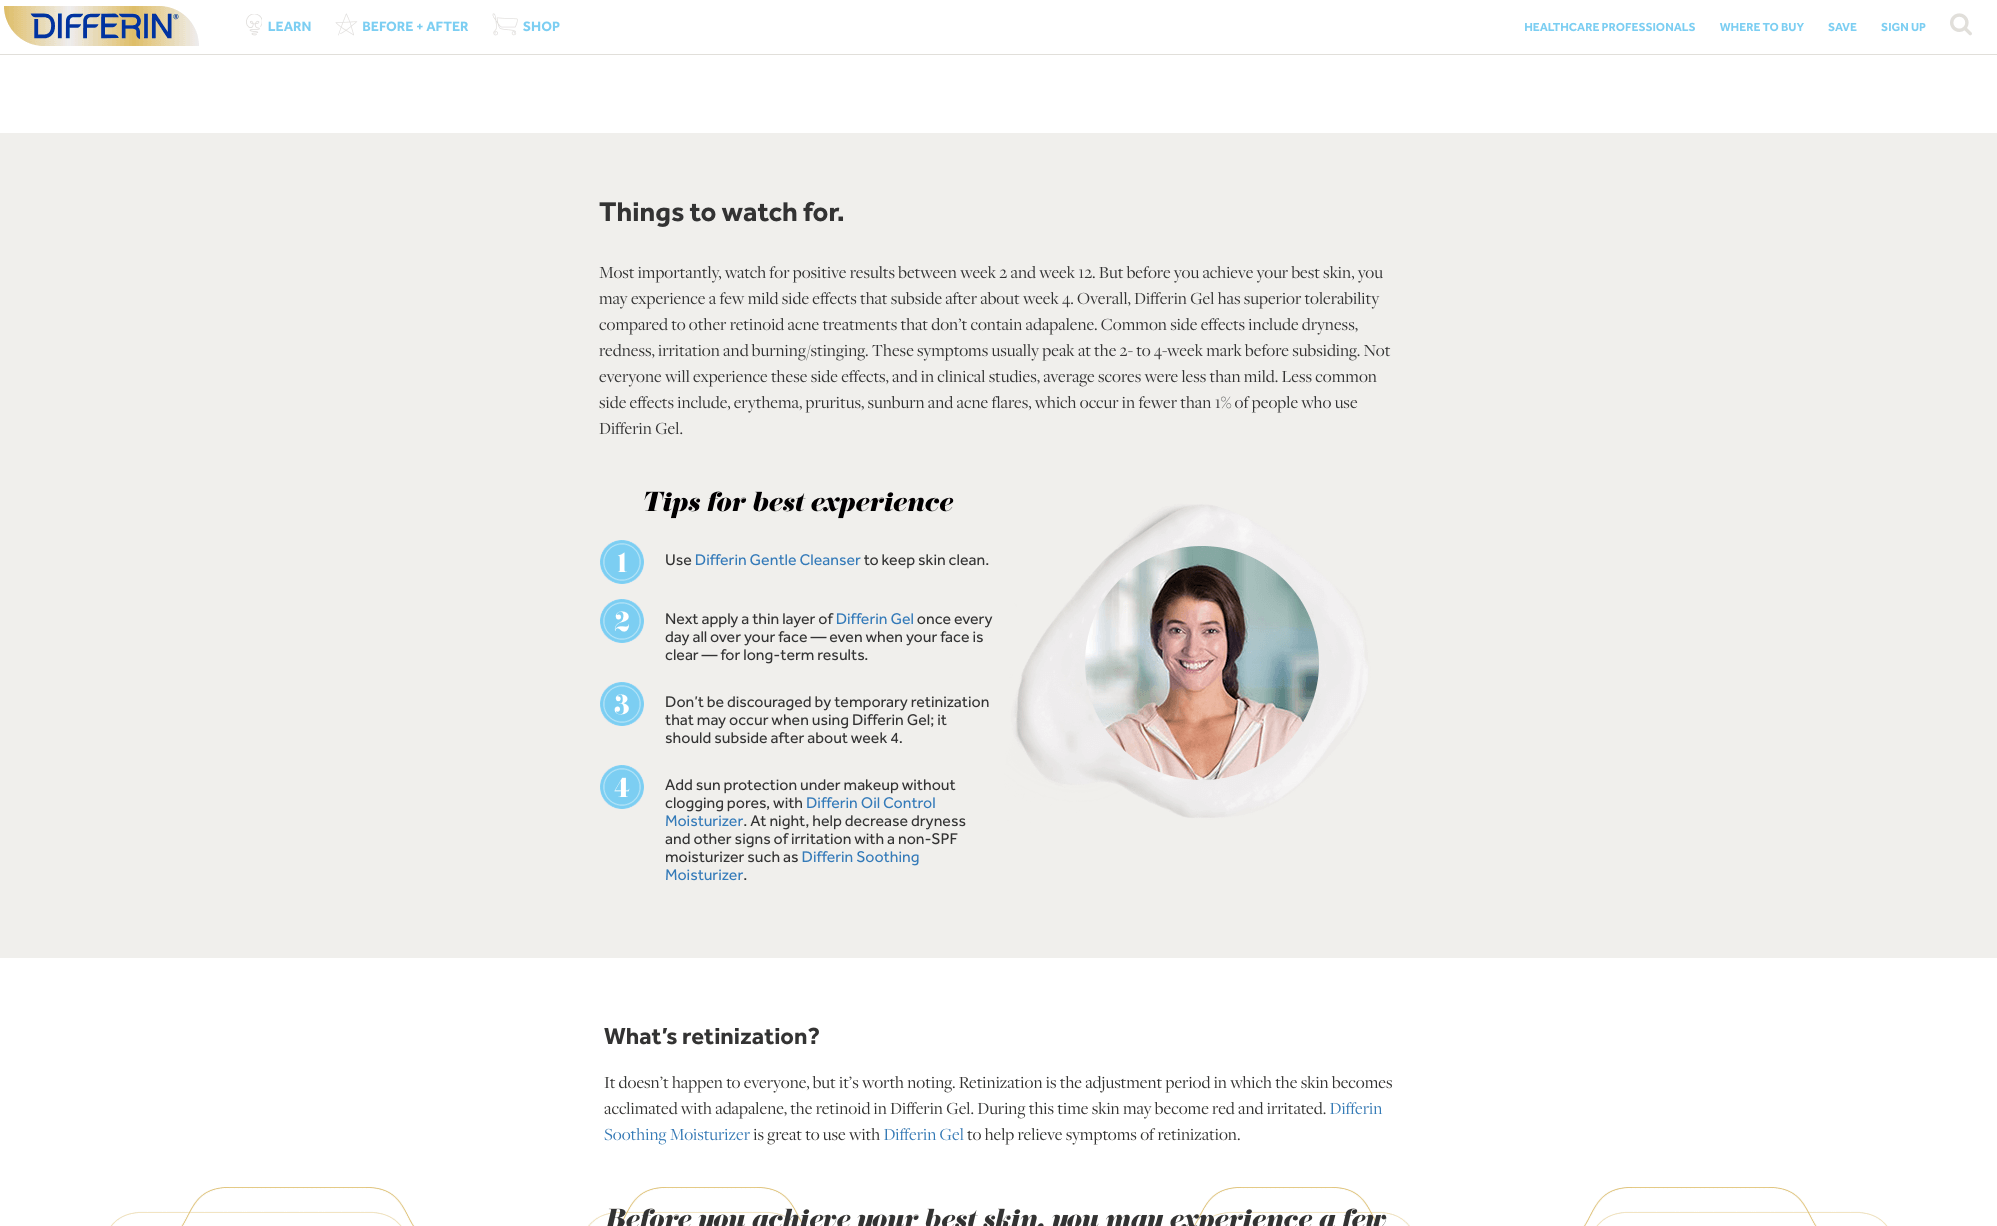 DIFFERIN®
LEARN
BEFORE + AFTER
SHOP
HEALTHCARE PROFESSIONALS
WHERE TO BUY
SAVE
SIGN UP
Things to watch for.
Most importantly, watch for positive results between week 2 and week 12. But before you achieve your best skin, you
may experience a few mild side effects that subside after about week 4. Overall, Differin Gel has superior tolerability
compared to other retinoid acne treatments that don’t contain adapalene. Common side effects include dryness,
redness, irritation and burning/stinging. These symptoms usually peak at the 2- to 4-week mark before subsiding. Not
everyone will experience these side effects, and in clinical studies, average scores were less than mild. Less common
side effects include, erythema, pruritus, sunburn and acne flares, which occur in fewer than 1% of people who use
Differin Gel.
Tips for best experience
1
Use Differin Gentle Cleanser to keep skin clean.
2
Next apply a thin layer of Differin Gel once every
day all over your face — even when your face is
clear — for long-term results.
3
Don’t be discouraged by temporary retinization
that may occur when using Differin Gel; it
should subside after about week 4.
4
Add sun protection under makeup without
clogging pores, with Differin Oil Control
Moisturizer. At night, help decrease dryness
and other signs of irritation with a non-SPF
moisturizer such as Differin Soothing
Moisturizer.
What’s retinization?
It doesn’t happen to everyone, but it’s worth noting. Retinization is the adjustment period in which the skin becomes
acclimated with adapalene, the retinoid in Differin Gel. During this time skin may become red and irritated. Differin
Soothing Moisturizer is great to use with Differin Gel to help relieve symptoms of retinization.
Before you achieve your best skin, you may experience a few